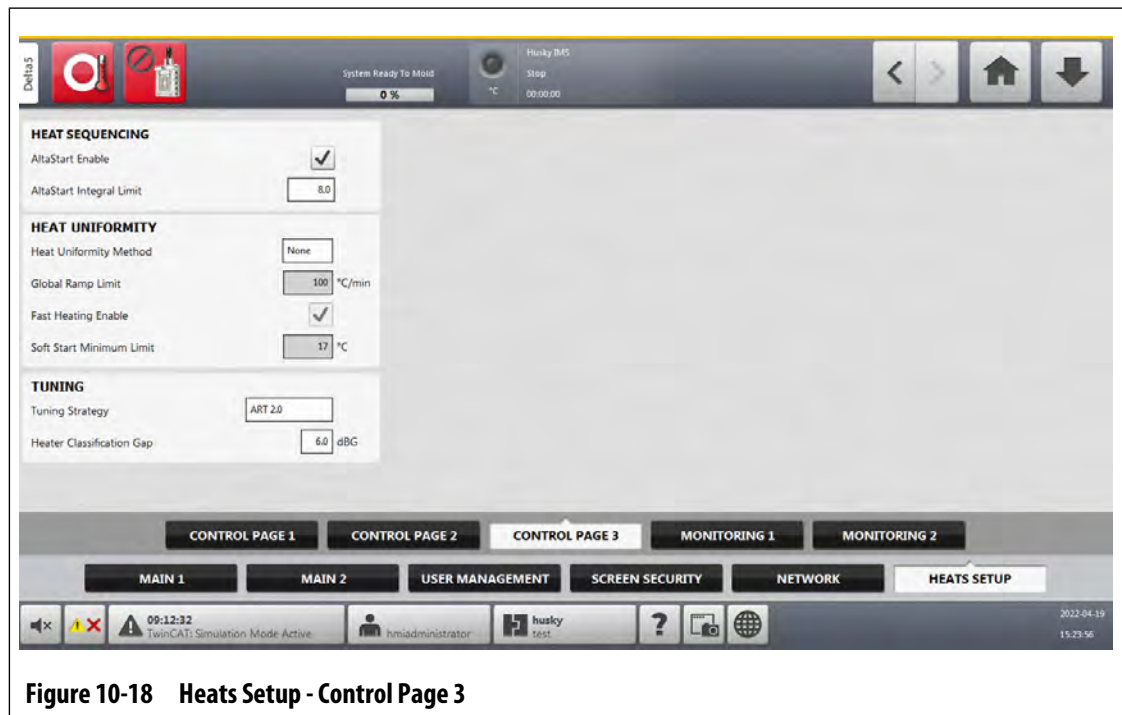 Delta5
System Ready To Mold
0 %
°C
Husky IMS
Stop
00:00:00
HEAT SEQUENCING
AltaStart Enable
AltaStart Integral Limit 8.0
HEAT UNIFORMITY
Heat Uniformity Method None
Global Ramp Limit 100 °C/min
Fast Heating Enable
Soft Start Minimum Limit 17 °C
TUNING
Tuning Strategy ART 2.0
Heater Classification Gap 6.0 dBG
CONTROL PAGE 1 CONTROL PAGE 2 CONTROL PAGE 3 MONITORING 1 MONITORING 2
MAIN 1 MAIN 2 USER MANAGEMENT SCREEN SECURITY NETWORK HEATS SETUP
09:12:32
TwinCAT: Simulation Mode Active
hmiadministrator
husky
test
?
2022-04-19
15:23:56
Figure 10-18 Heats Setup - Control Page 3